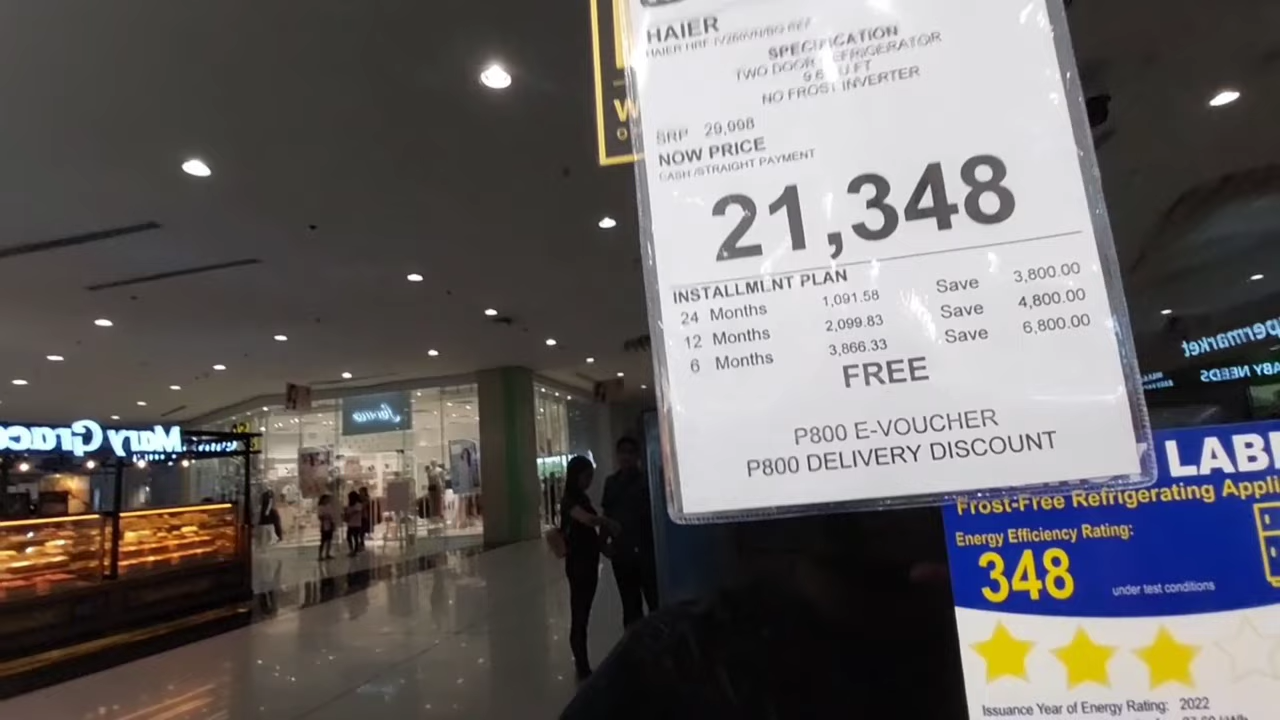 HAIER
SPECIFICATION
TWO DOOR REFRIGERATOR
NO FROST INVERTER
SRP 29,998
NOW PRICE
CASH /STRAIGHT PAYMENT
21,348
INSTALLMENT PLAN
24 Months 1,091.58 Save 3,800.00
12 Months 2,099.83 Save 4,800.00
6 Months 3,866.33 Save 6,800.00
FREE
P800 E-VOUCHER
P800 DELIVERY DISCOUNT
Mary Grace
Frost-Free Refrigerating
Energy Efficiency Rating:
348
under test conditions
Issuance Year of Energy Rating: 2022
BABY NEEDS